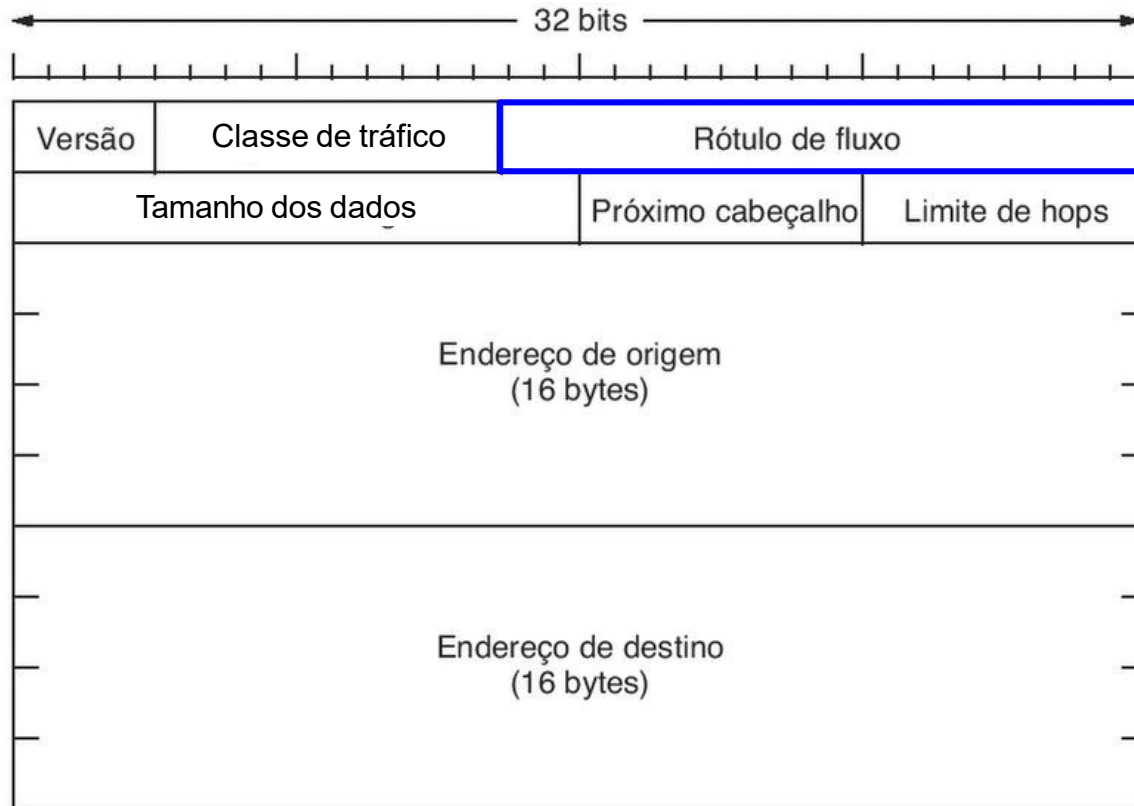 32 bits
Versão
Classe de tráfico
Rótulo de fluxo
Tamanho dos dados
Próximo cabeçalho
Limite de hops
Endereço de origem
(16 bytes)
Endereço de destino
(16 bytes)